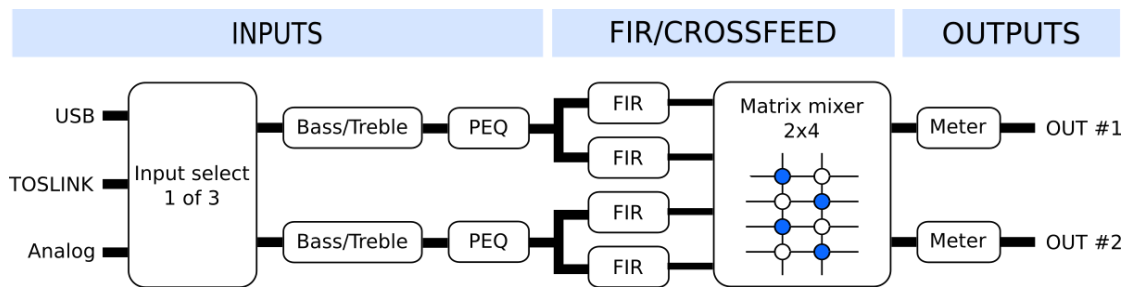 INPUTS
FIR/CROSSFEED
OUTPUTS
USB
TOSLINK
Analog
Input select
1 of 3
Bass/Treble
PEQ
Bass/Treble
PEQ
FIR
FIR
FIR
FIR
Matrix mixer
2x4
Meter
OUT #1
Meter
OUT #2